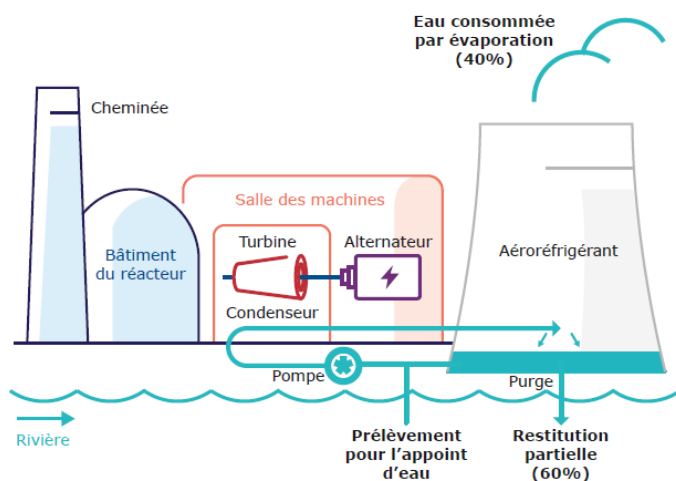 Eau consommée
par évaporation
(40%)
Cheminée
Salle des machines
Bâtiment
du réacteur
Turbine
Alternateur
Condenseur
Aéroréfrigérant
Pompe
Purge
Rivière
Prélèvement
pour l’appoint
d’eau
Restitution
partielle
(60%)